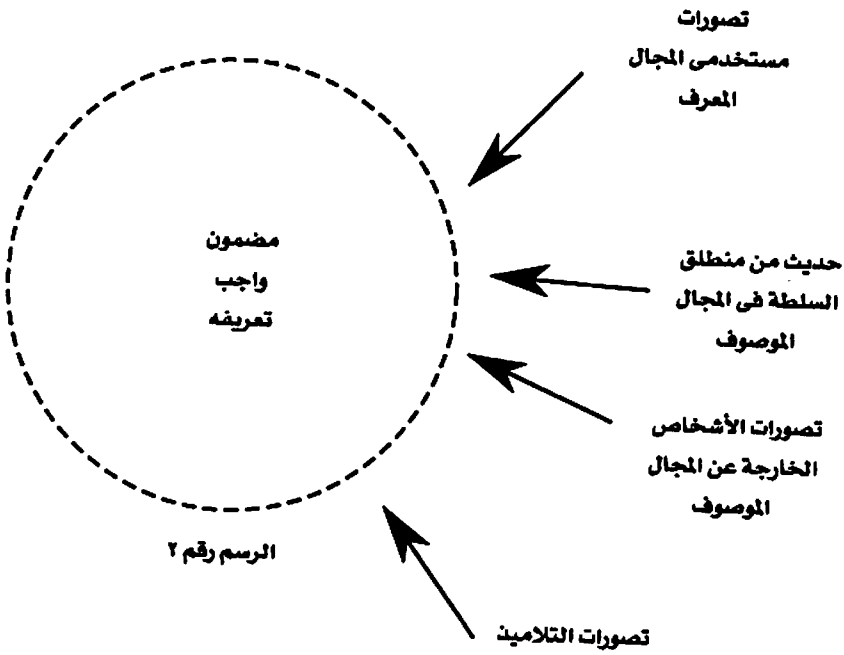 تصورات
مستخدمى المجال
المعرف
مضمون
واجب
تعريفه
حديث من منطلق
السلطة فى المجال
الموصوف
تصورات الأشخاص
الخارجة عن المجال
الموصوف
الرسم رقم ٢
تصورات التلاميذ